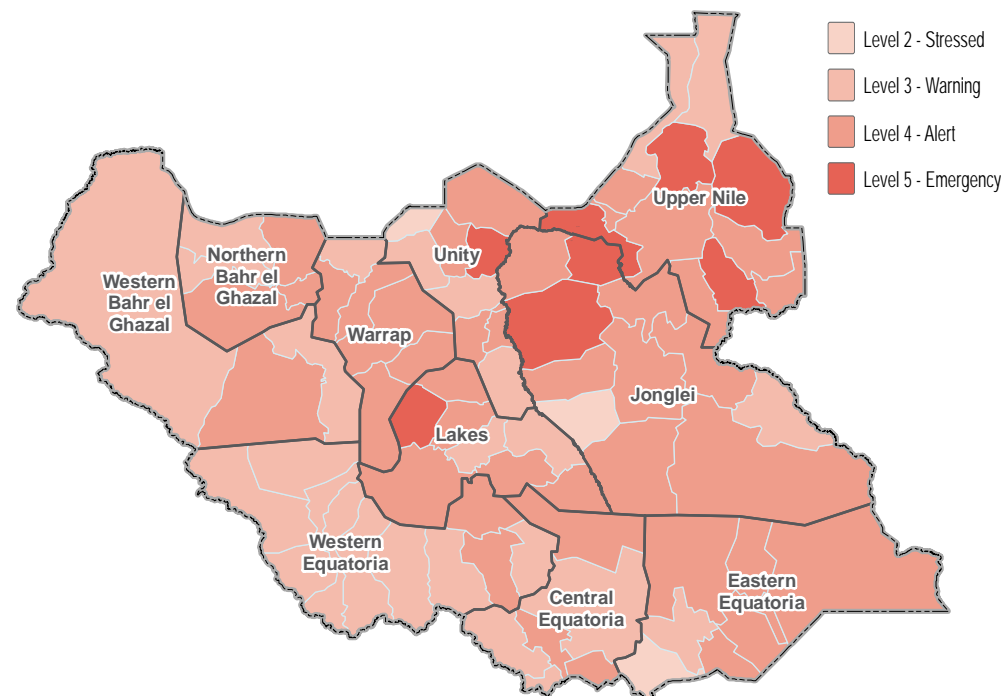 Level 2 - Stressed
Level 3 - Warning
Level 4 - Alert
Level 5 - Emergency
Upper Nile
Unity
Northern
Bahr el
Ghazal
Western
Bahr el
Ghazal
Warrap
Jonglei
Lakes
Western
Equatoria
Central
Equatoria
Eastern
Equatoria